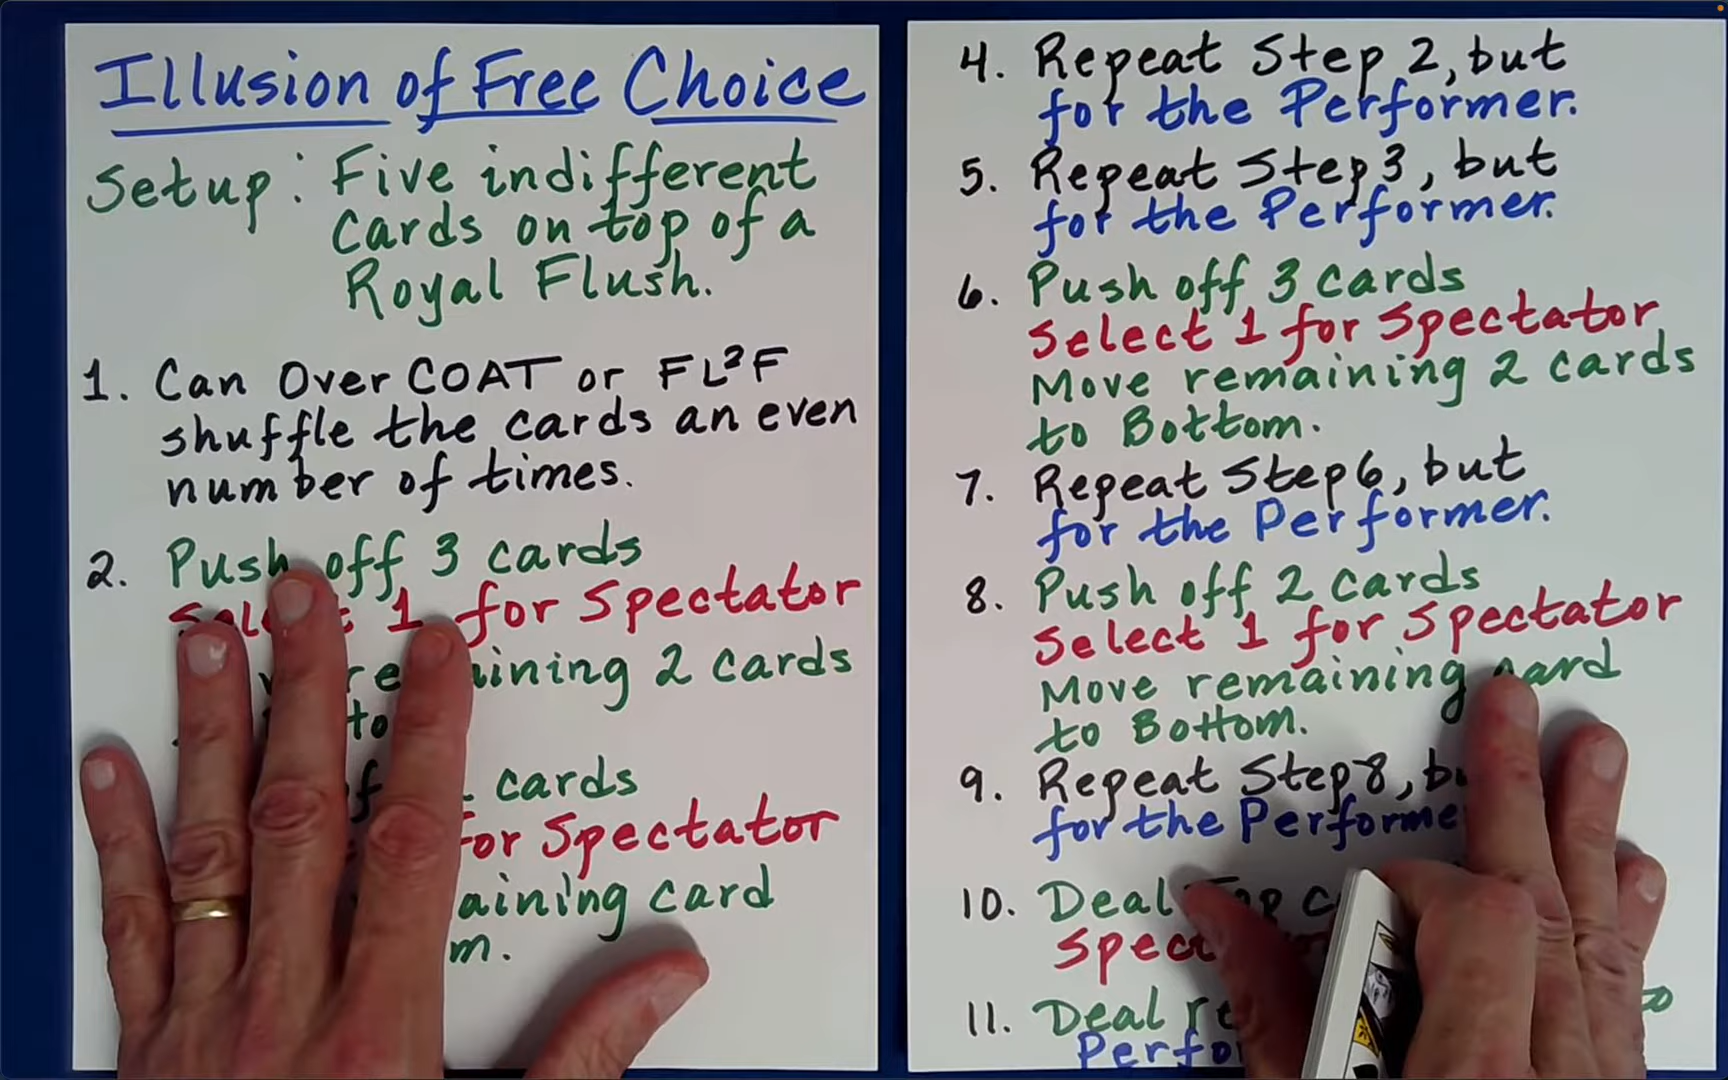 Illusion of Free Choice
Setup: Five indifferent
cards on top of a
Royal Flush.
1. Can Over COAT or FL²F
shuffle the cards an even
number of times.
2. Push off 3 cards
1 for Spectator
remaining 2 cards
cards
for Spectator
card
4. Repeat Step 2, but
for the Performer.
5. Repeat Step 3, but
for the Performer.
6. Push off 3 cards
Select 1 for Spectator
Move remaining 2 cards
to Bottom.
7. Repeat Step 6, but
for the Performer.
8. Push off 2 cards
Select 1 for Spectator
Move remaining card
to Bottom.
9. Repeat Step 8,
for the
10. Deal Top
11. Deal